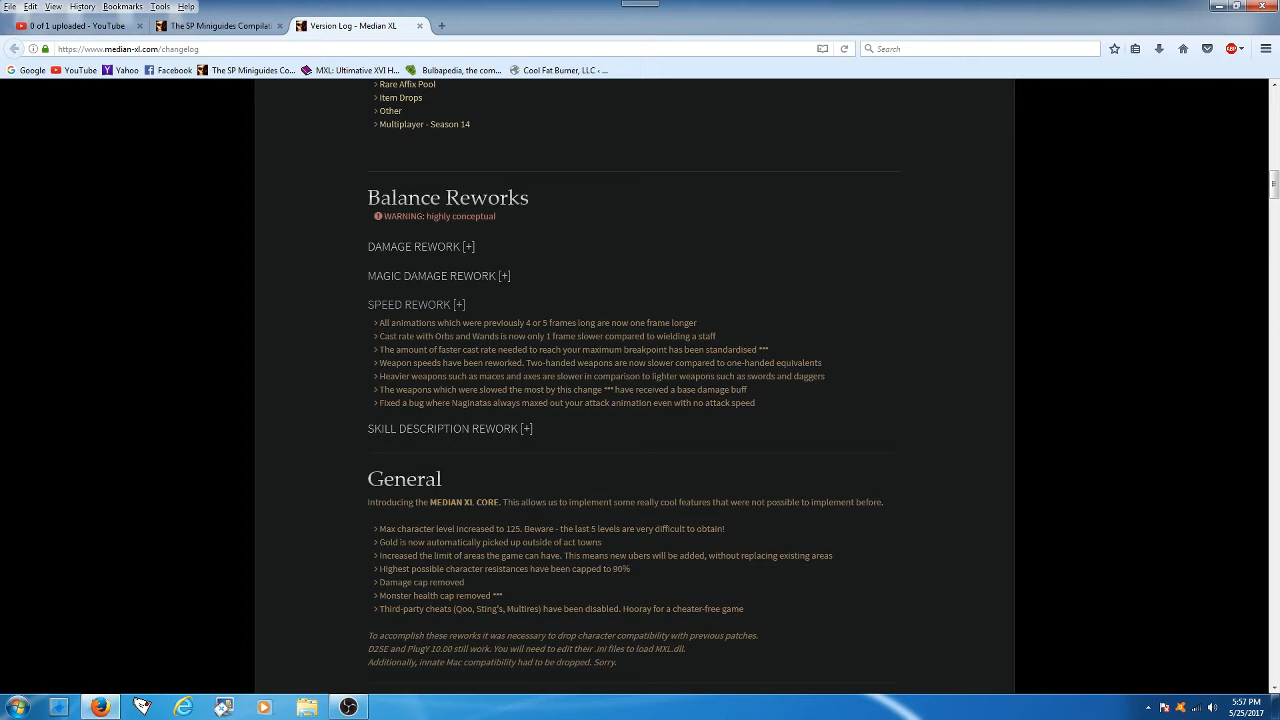 File Edit View History Bookmarks Tools Help
1 of 1 uploaded - YouTube
The SP Miniguides Compilat
Version Log - Median XL
https://www.median-xl.com/changelog
Search
Google
YouTube
Yahoo
Facebook
The SP Miniguides Co...
MXL: Ultimative XVI H...
Bulbapedia, the com...
Cool Fat Burner, LLC ‹...
> Rare Affix Pool
> Item Drops
> Other
> Multiplayer - Season 14
Balance Reworks
WARNING: highly conceptual
DAMAGE REWORK [+]
MAGIC DAMAGE REWORK [+]
SPEED REWORK [+]
> All animations which were previously 4 or 5 frames long are now one frame longer
> Cast rate with Orbs and Wands is now only 1 frame slower compared to wielding a staff
> The amount of faster cast rate needed to reach your maximum breakpoint has been standardised ***
> Weapon speeds have been reworked. Two-handed weapons are now slower compared to one-handed equivalents
> Heavier weapons such as maces and axes are slower in comparison to lighter weapons such as swords and daggers
> The weapons which were slowed the most by this change *** have received a base damage buff
> Fixed a bug where Naginatas always maxed out your attack animation even with no attack speed
SKILL DESCRIPTION REWORK [+]
General
Introducing the MEDIAN XL CORE. This allows us to implement some really cool features that were not possible to implement before.
> Max character level increased to 125. Beware - the last 5 levels are very difficult to obtain!
> Gold is now automatically picked up outside of act towns
> Increased the limit of areas the game can have. This means new ubers will be added, without replacing existing areas
> Highest possible character resistances have been capped to 90%
> Damage cap removed
> Monster health cap removed ***
> Third-party cheats (Qoo, Sting's, Multires) have been disabled. Hooray for a cheater-free game
To accomplish these reworks it was necessary to drop character compatibility with previous patches.
D2SE and PlugY 10.00 still work. You will need to edit their .ini files to load MXL.dll.
Additionally, innate Mac compatibility had to be dropped. Sorry.
5:57 PM
5/25/2017